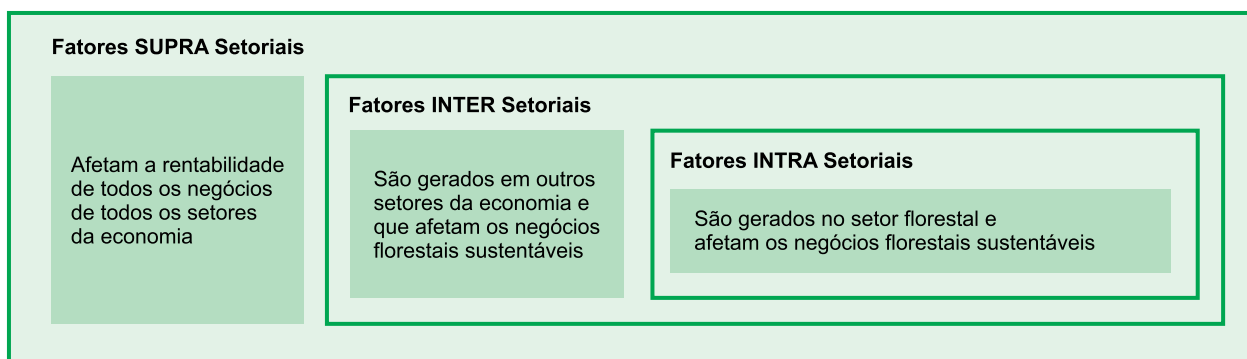 Fatores SUPRA Setoriais
Afetam a rentabilidade
de todos os negócios
de todos os setores
da economia
Fatores INTER Setoriais
São gerados em outros
setores da economia e
que afetam os negócios
florestais sustentáveis
Fatores INTRA Setoriais
São gerados no setor florestal e
afetam os negócios florestais sustentáveis